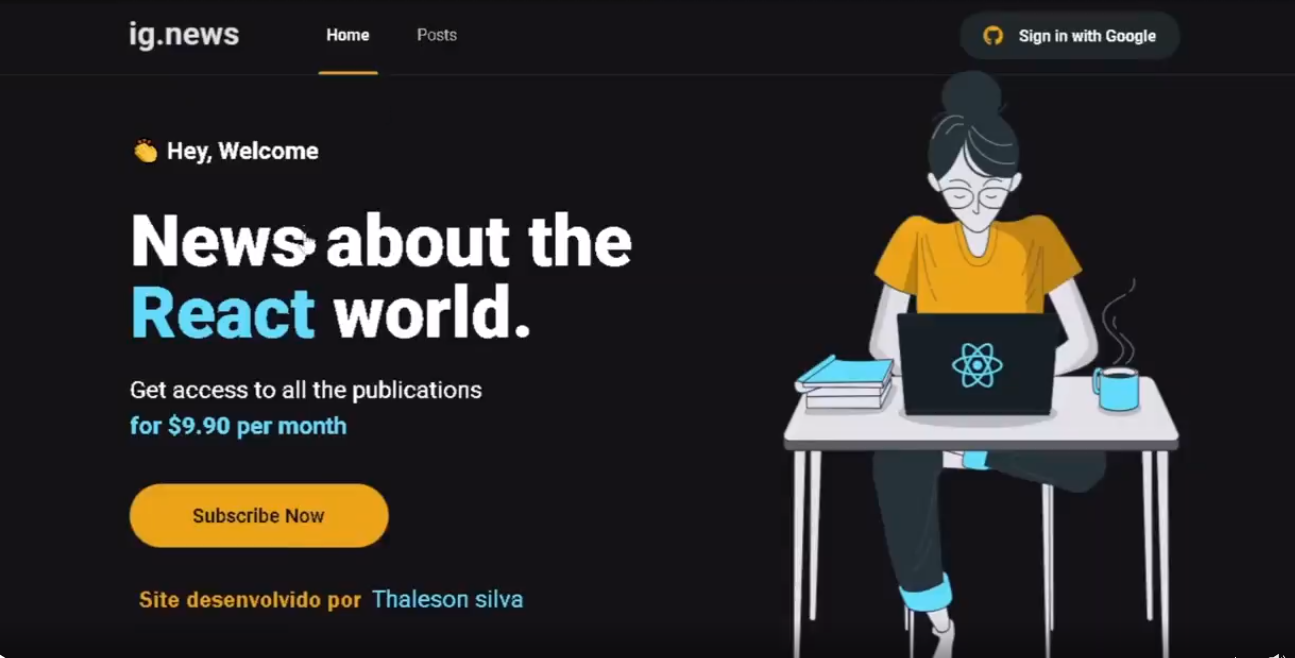 ig.news
Home
Posts
Sign in with Google
👏 Hey, Welcome
News about the
React world.
Get access to all the publications
for $9.90 per month
Subscribe Now
Site desenvolvido por Thaleson silva